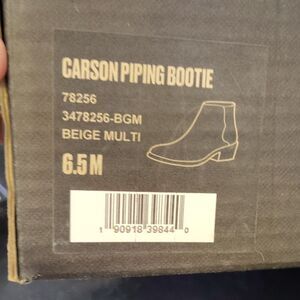 CARSON PIPING BOOTIE
78256
3478256-BGM
BEIGE MULTI
6.5 M
1 90918 39844 0